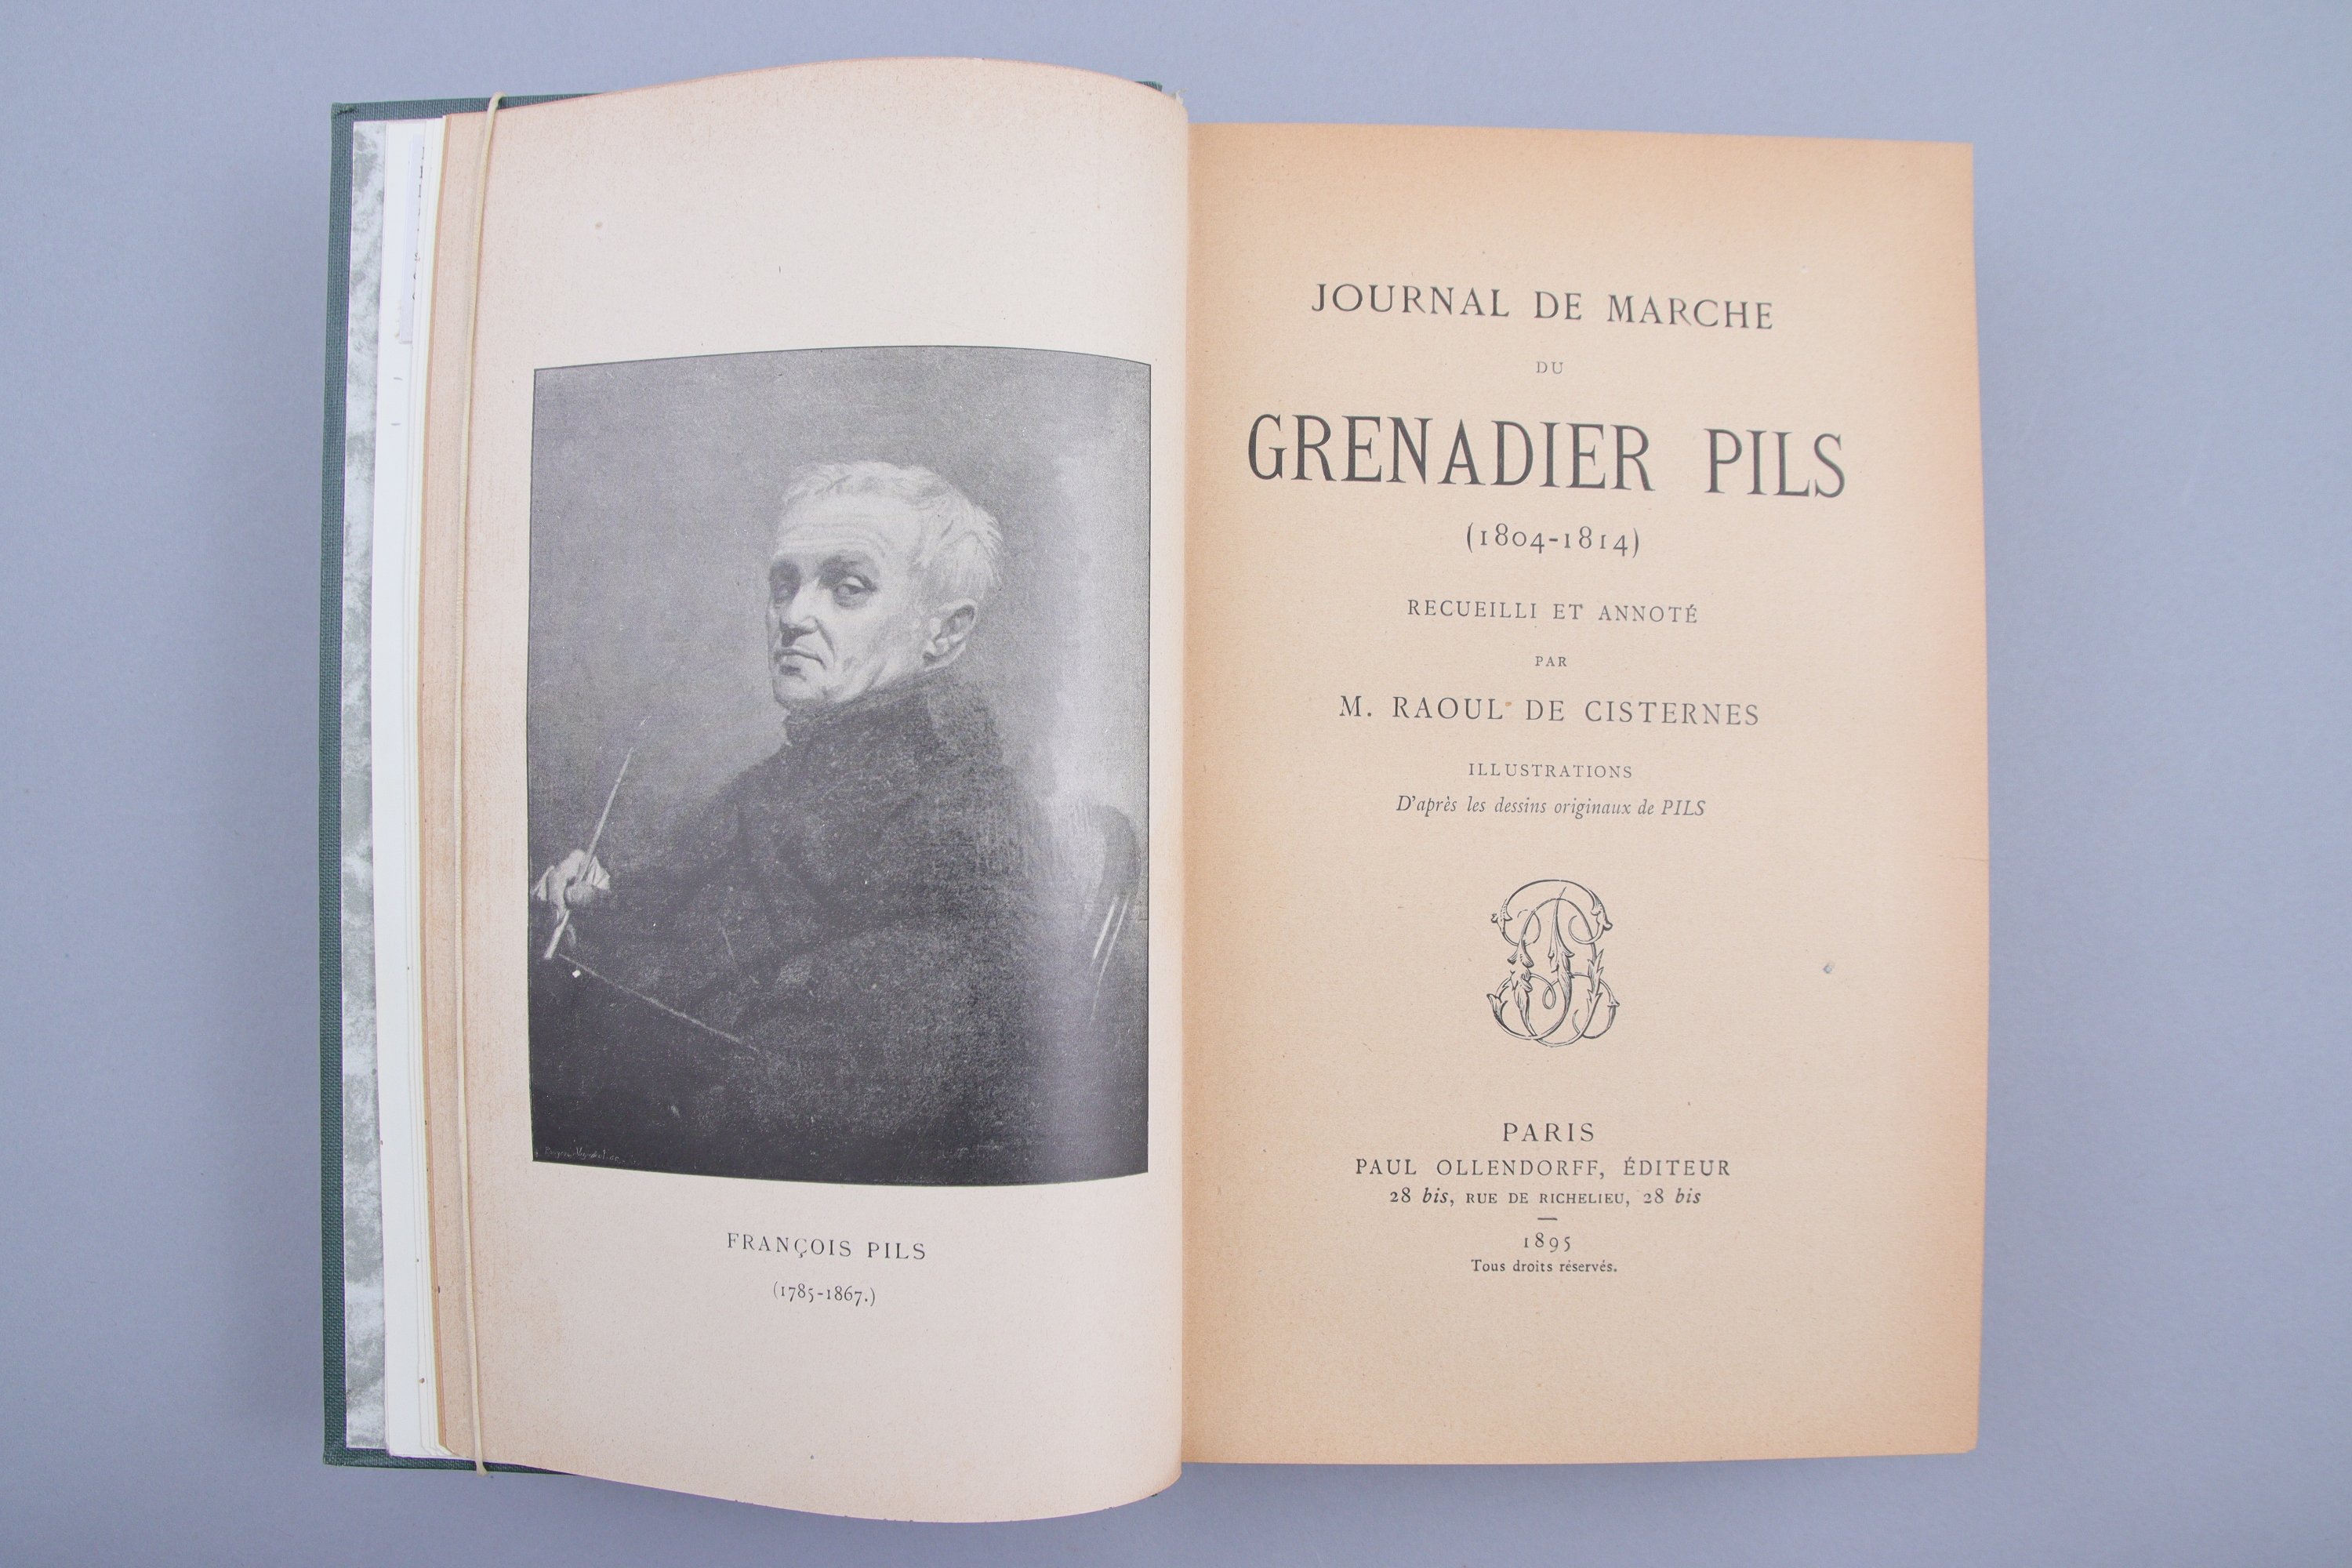 FRANÇOIS PILS
(1785-1867.)
JOURNAL DE MARCHE
DU
GRENADIER PILS
(1804-1814)
RECUEILLI ET ANNOTÉ
PAR
M. RAOUL DE CISTERNES
ILLUSTRATIONS
D'après les dessins originaux de PILS
PARIS
PAUL OLLENDORFF, ÉDITEUR
28 bis, RUE DE RICHELIEU, 28 bis
1895
Tous droits réservés.